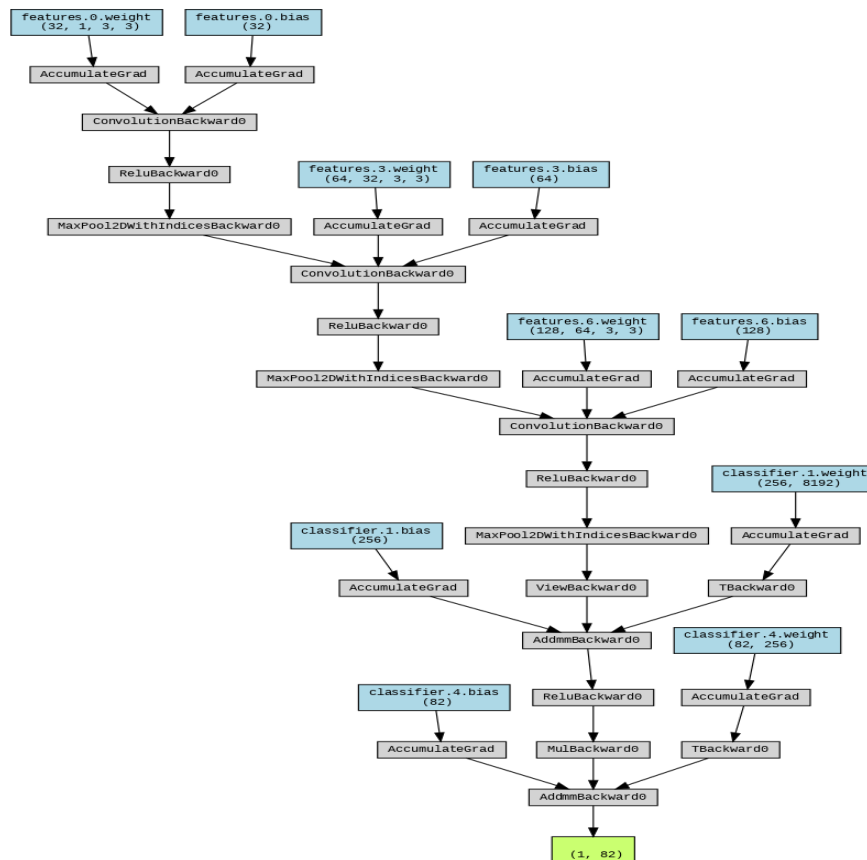 features.0.weight
(32, 1, 3, 3)
features.0.bias
(32)
AccumulateGrad
AccumulateGrad
ConvolutionBackward0
ReluBackward0
features.3.weight
(64, 32, 3, 3)
features.3.bias
(64)
MaxPool2DWithIndicesBackward0
AccumulateGrad
AccumulateGrad
ConvolutionBackward0
ReluBackward0
features.6.weight
(128, 64, 3, 3)
features.6.bias
(128)
MaxPool2DWithIndicesBackward0
AccumulateGrad
AccumulateGrad
ConvolutionBackward0
ReluBackward0
classifier.1.weight
(256, 8192)
classifier.1.bias
(256)
MaxPool2DWithIndicesBackward0
AccumulateGrad
AccumulateGrad
ViewBackward0
TBackward0
AddmmBackward0
classifier.4.weight
(82, 256)
classifier.4.bias
(82)
ReluBackward0
AccumulateGrad
AccumulateGrad
MulBackward0
TBackward0
AddmmBackward0
(1, 82)